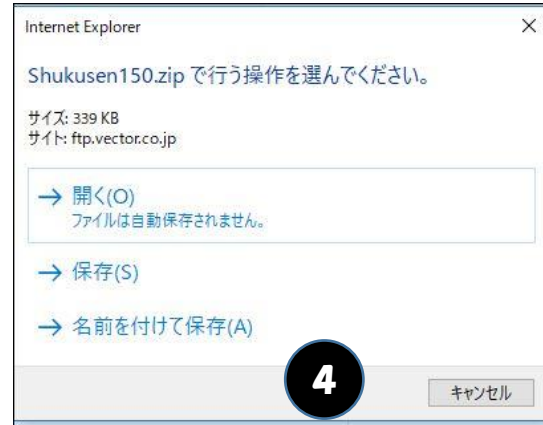 Internet Explorer
Shukusen150.zip で行う操作を選んでください。
サイズ: 339 KB
サイト: ftp.vector.co.jp
→ 開く(O)
ファイルは自動保存されません。
→ 保存(S)
→ 名前を付けて保存(A)
4
キャンセル